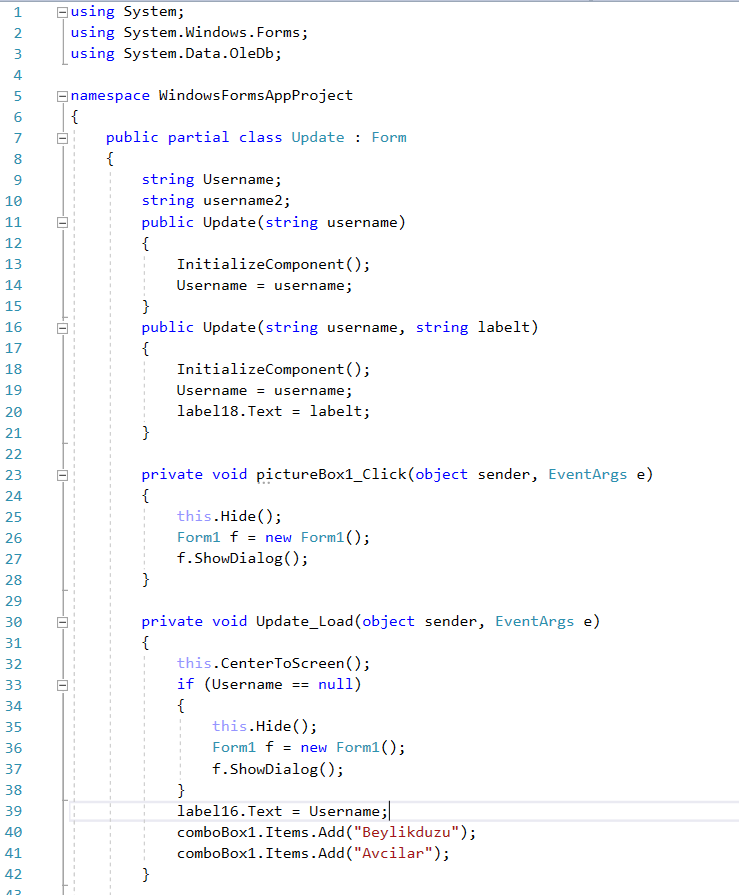 1 using System;
2 using System.Windows.Forms;
3 using System.Data.OleDb;
4
5 namespace WindowsFormsAppProject
6 {
7 public partial class Update : Form
8 {
9 string Username;
10 string username2;
11 public Update(string username)
12 {
13 InitializeComponent();
14 Username = username;
15 }
16 public Update(string username, string labelt)
17 {
18 InitializeComponent();
19 Username = username;
20 label18.Text = labelt;
21 }
22
23 private void pictureBox1_Click(object sender, EventArgs e)
24 {
25 this.Hide();
26 Form1 f = new Form1();
27 f.ShowDialog();
28 }
29
30 private void Update_Load(object sender, EventArgs e)
31 {
32 this.CenterToScreen();
33 if (Username == null)
34 {
35 this.Hide();
36 Form1 f = new Form1();
37 f.ShowDialog();
38 }
39 label16.Text = Username;
40 comboBox1.Items.Add("Beylikduzu");
41 comboBox1.Items.Add("Avcilar");
42 }
43